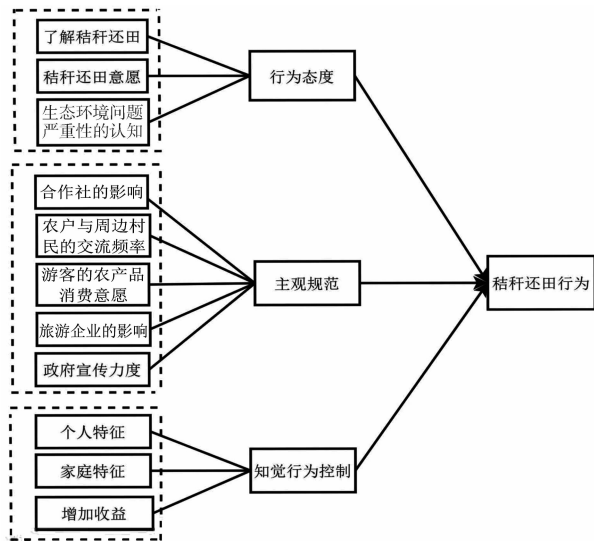 了解秸秆还田
秸秆还田意愿
生态环境问题
严重性的认知
行为态度
合作社的影响
农户与周边村
民的交流频率
游客的农产品
消费意愿
旅游企业的影响
政府宣传力度
主观规范
秸秆还田行为
个人特征
家庭特征
增加收益
知觉行为控制